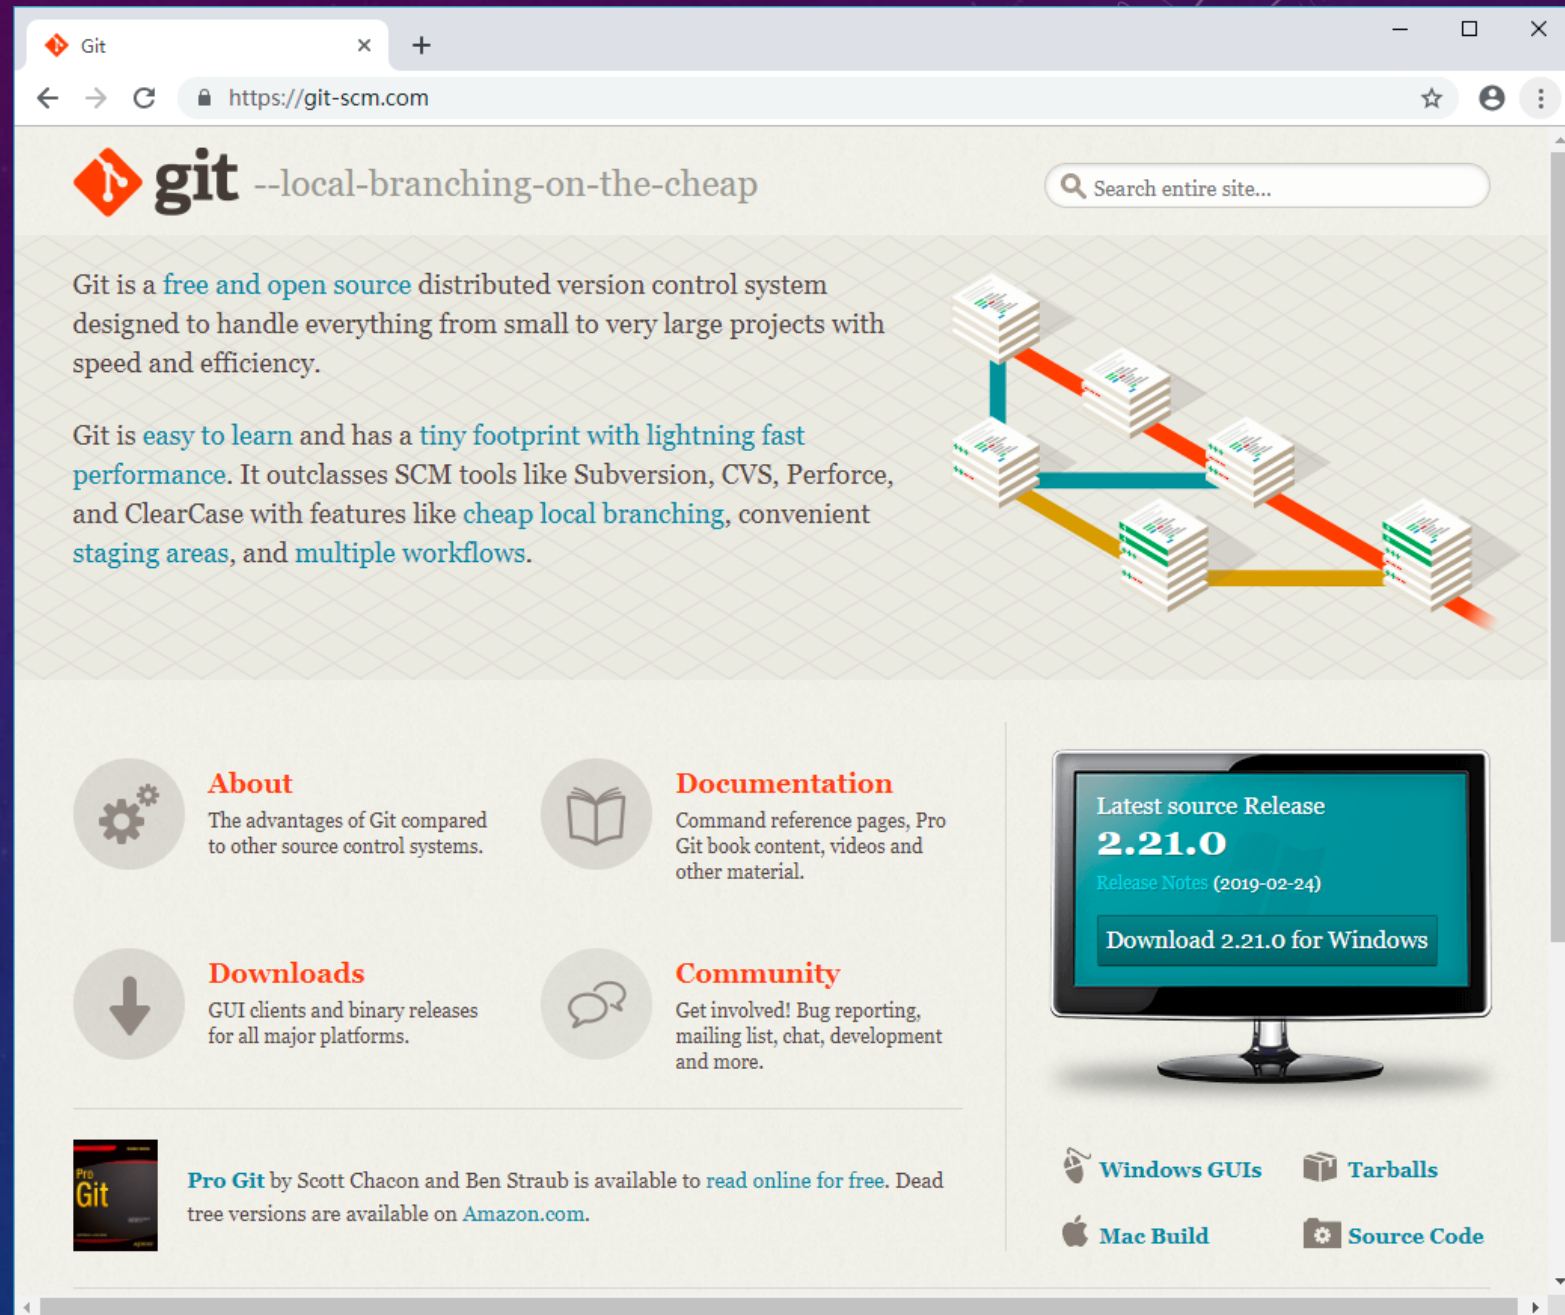 Git
https://git-scm.com
git --local-branching-on-the-cheap
Search entire site...
Git is a free and open source distributed version control system
designed to handle everything from small to very large projects with
speed and efficiency.
Git is easy to learn and has a tiny footprint with lightning fast
performance. It outclasses SCM tools like Subversion, CVS, Perforce,
and ClearCase with features like cheap local branching, convenient
staging areas, and multiple workflows.
About
The advantages of Git compared
to other source control systems.
Documentation
Command reference pages, Pro
Git book content, videos and
other material.
Downloads
GUI clients and binary releases
for all major platforms.
Community
Get involved! Bug reporting,
mailing list, chat, development
and more.
Latest source Release
2.21.0
Release Notes (2019-02-24)
Download 2.21.0 for Windows
Pro
Git
Pro Git by Scott Chacon and Ben Straub is available to read online for free. Dead
tree versions are available on Amazon.com.
Windows GUIs
Tarballs
Mac Build
Source Code